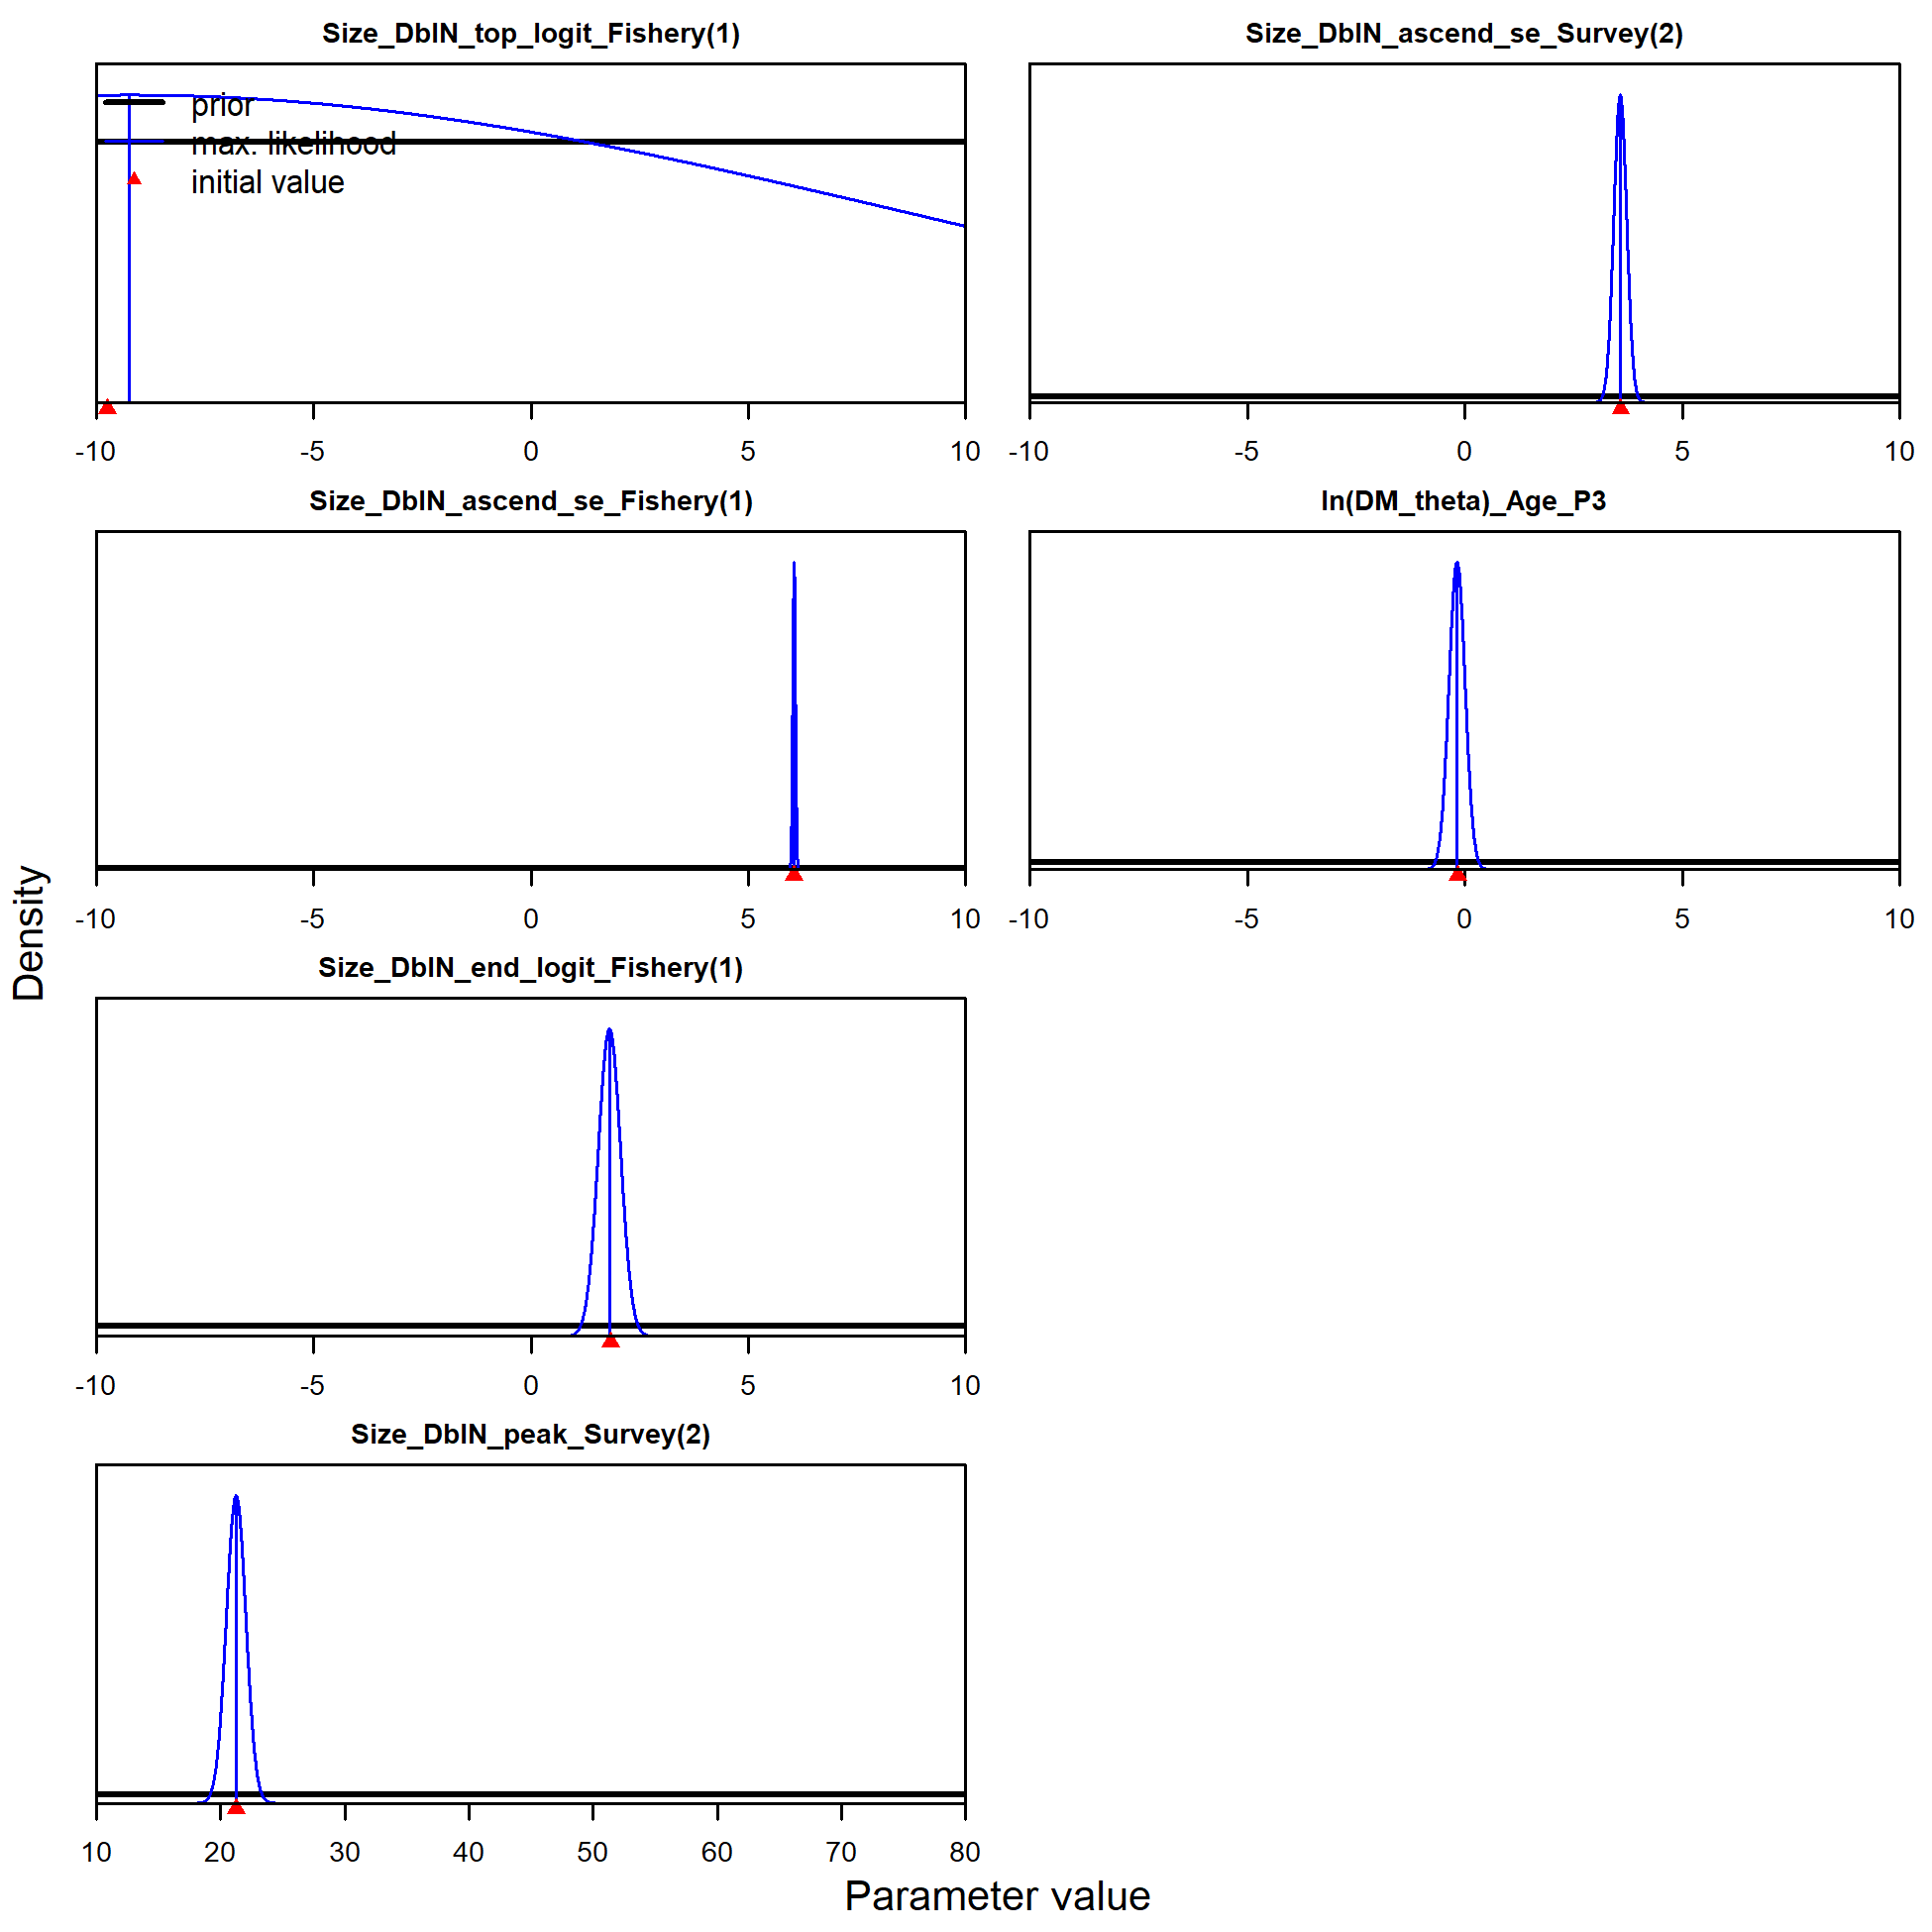 Size_DblN_top_logit_Fishery(1)
prior
max. likelihood
initial value
-10 -5 0 5 10
Size_DblN_ascend_se_Survey(2)
-10 -5 0 5 10
Size_DblN_ascend_se_Fishery(1)
-10 -5 0 5 10
ln(DM_theta)_Age_P3
-10 -5 0 5 10
Size_DblN_end_logit_Fishery(1)
-10 -5 0 5 10
Size_DblN_peak_Survey(2)
10 20 30 40 50 60 70 80
Density
Parameter value